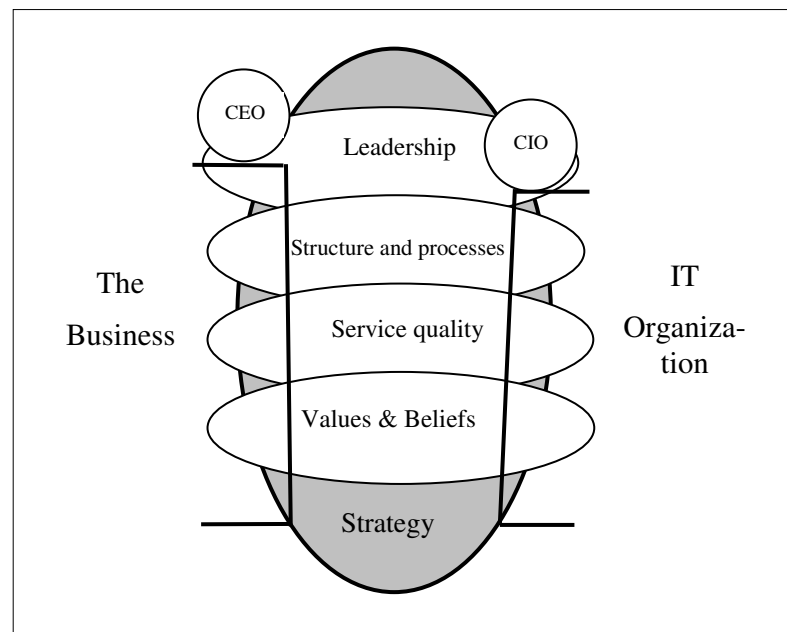 CEO
CIO
Leadership
Structure and processes
The
Business
IT
Organiza-
tion
Service quality
Values & Beliefs
Strategy